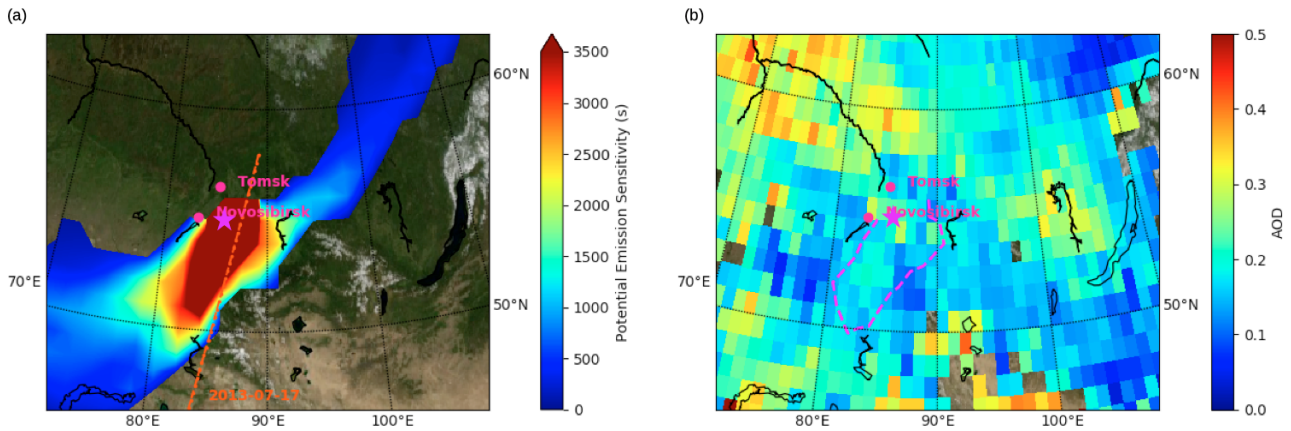 (a)
Tomsk
Novosibirsk
2015-07-17
70°E
80°E
90°E
100°E
60°N
50°N
3500
3000
2500
2000
1500
1000
500
0
Potential Emission Sensitivity (s)
(b)
Tomsk
Novosibirsk
70°E
80°E
90°E
100°E
60°N
50°N
0.5
0.4
0.3
0.2
0.1
0.0
AOD